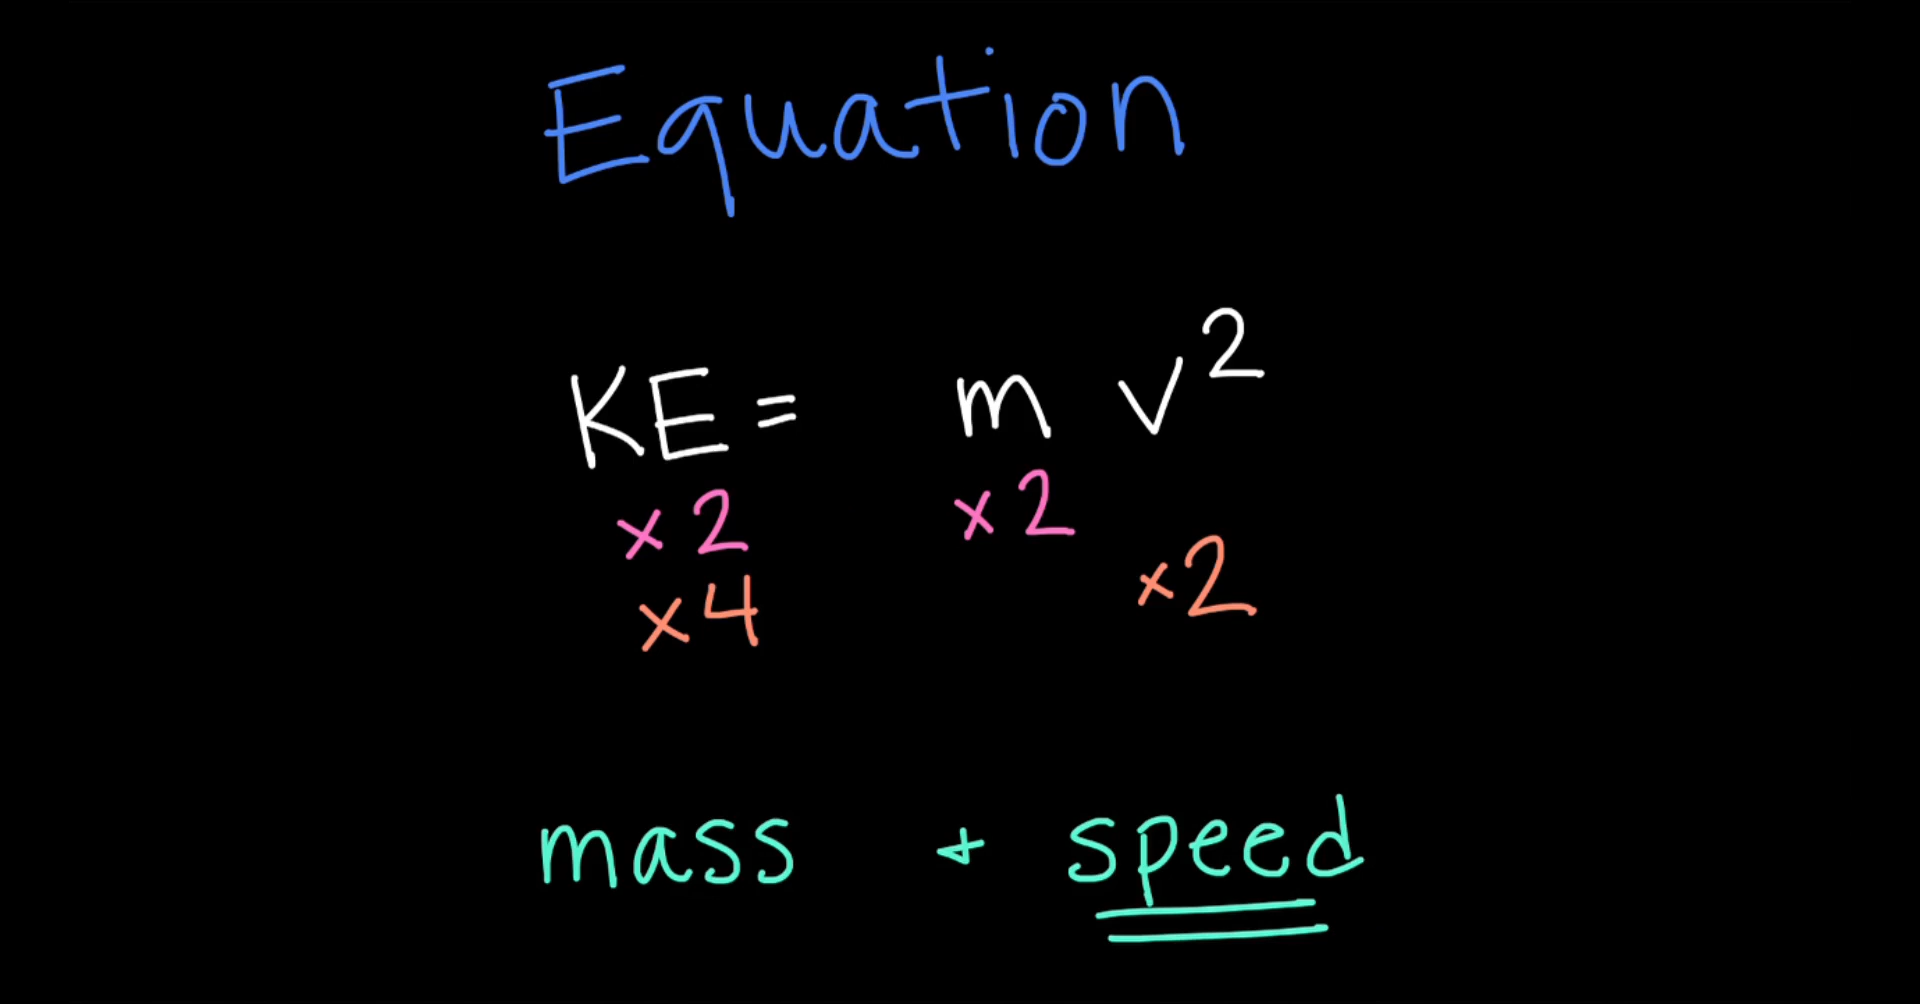 Equation
KE = m v²
×2 ×2
×4 ×2
mass + speed